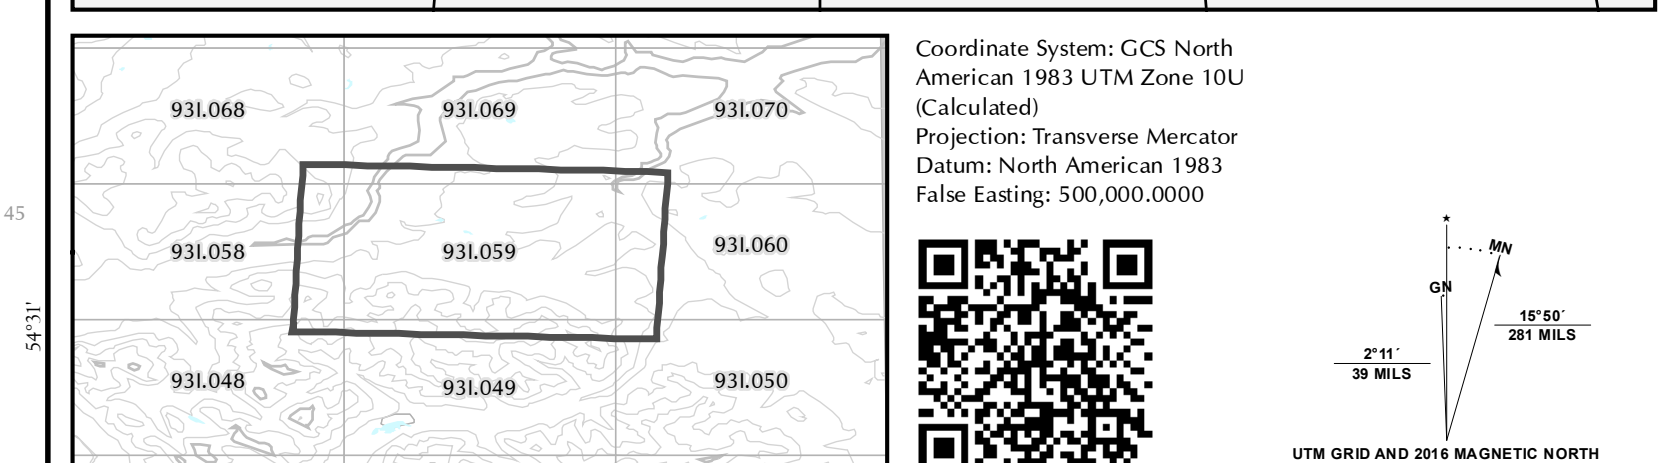 93I.068
93I.069
93I.070
93I.058
93I.059
93I.060
93I.048
93I.049
93I.050
45
54°31'
Coordinate System: GCS North
American 1983 UTM Zone 10U
(Calculated)
Projection: Transverse Mercator
Datum: North American 1983
False Easting: 500,000.0000
MN
GN
15°50´
281 MILS
2°11´
39 MILS
UTM GRID AND 2016 MAGNETIC NORTH